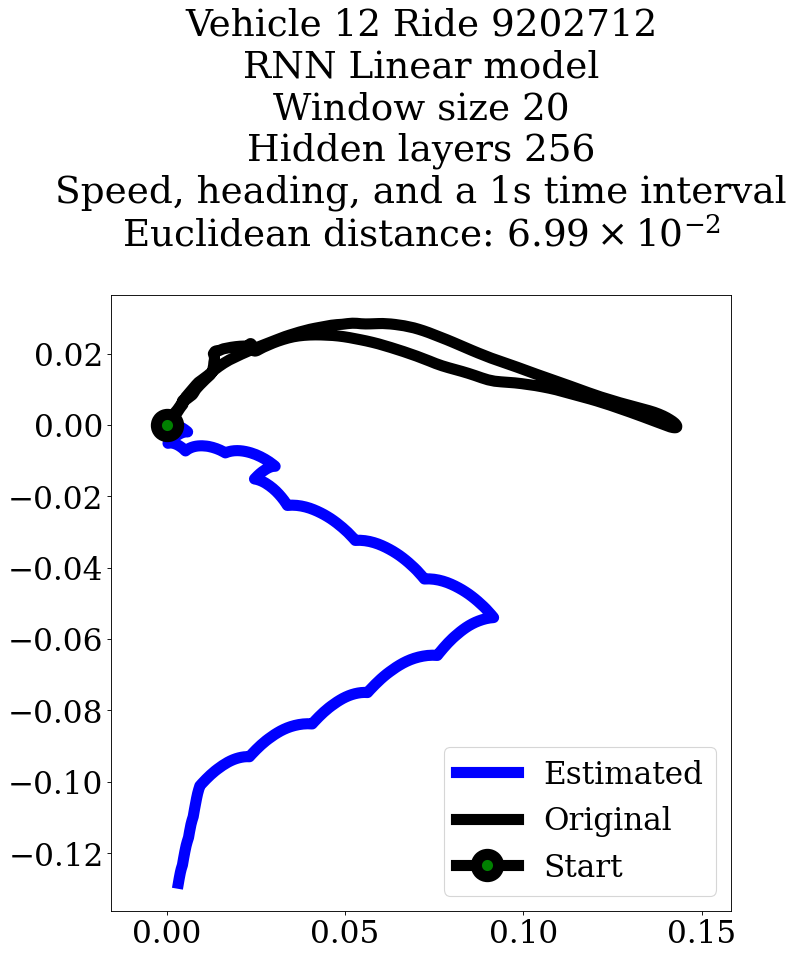 Vehicle 12 Ride 9202712
RNN Linear model
Window size 20
Hidden layers 256
Speed, heading, and a 1s time interval
Euclidean distance: 6.99 × 10⁻²
0.02
0.00
−0.02
−0.04
−0.06
−0.08
−0.10
−0.12
Estimated
Original
Start
0.00 0.05 0.10 0.15